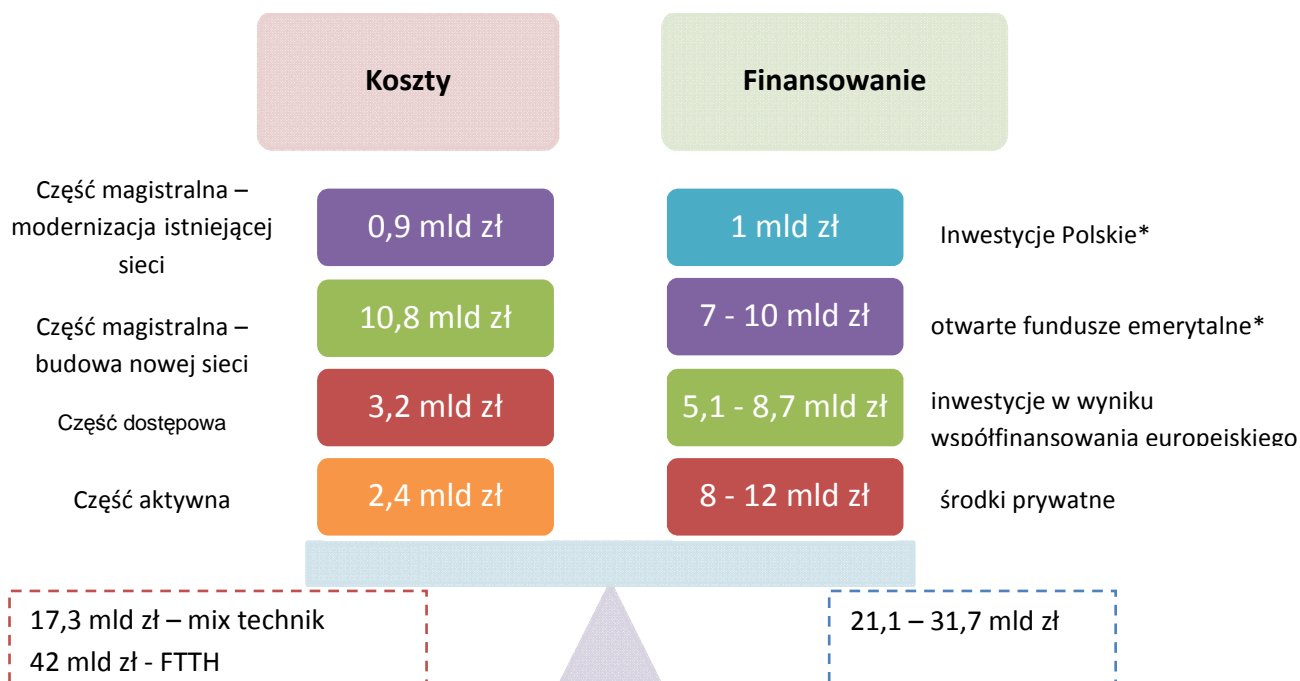 Koszty
Finansowanie
Część magistralna –
modernizacja istniejącej
sieci
0,9 mld zł
1 mld zł
Inwestycje Polskie*
Część magistralna –
budowa nowej sieci
10,8 mld zł
7 - 10 mld zł
otwarte fundusze emerytalne*
Część dostępowa
3,2 mld zł
5,1 - 8,7 mld zł
inwestycje w wyniku
współfinansowania europejskiego
Część aktywna
2,4 mld zł
8 - 12 mld zł
środki prywatne
17,3 mld zł – mix technik
42 mld zł - FTTH
21,1 – 31,7 mld zł